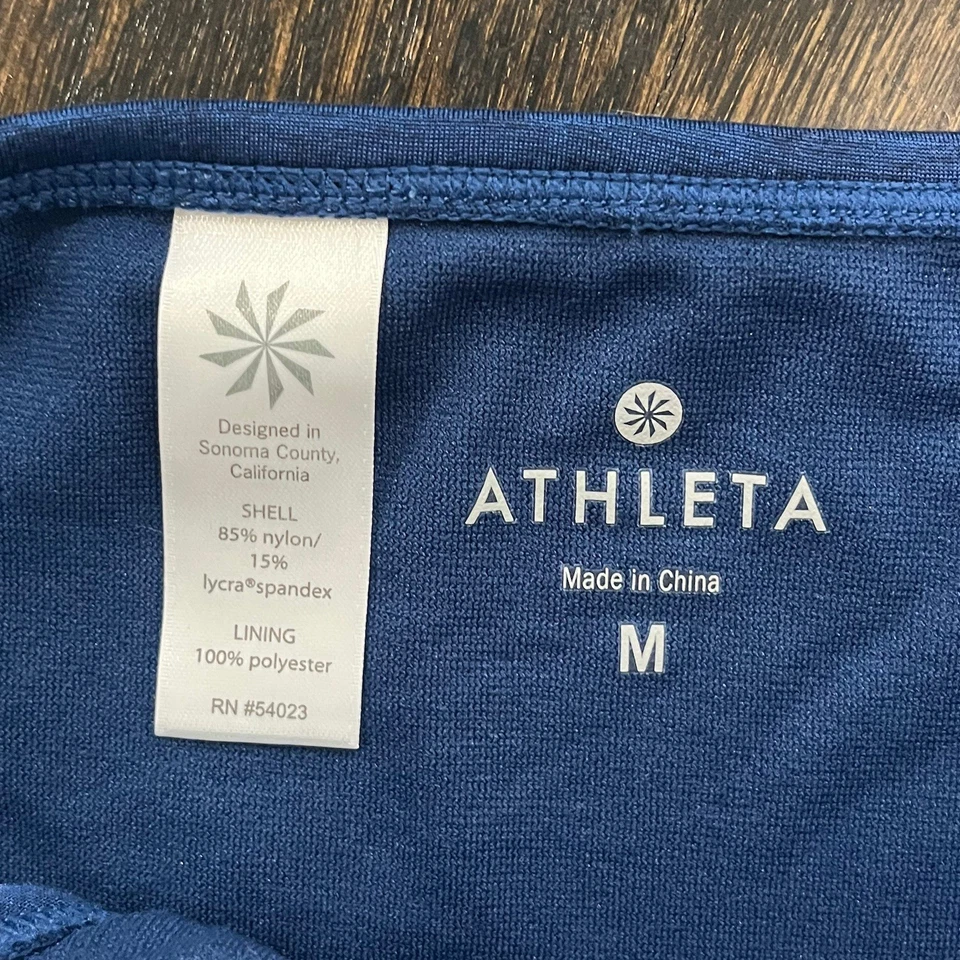 Designed in
Sonoma County,
California
SHELL
85% nylon/
15%
lycra®spandex
LINING
100% polyester
RN #54023
ATHLETA
Made in China
M